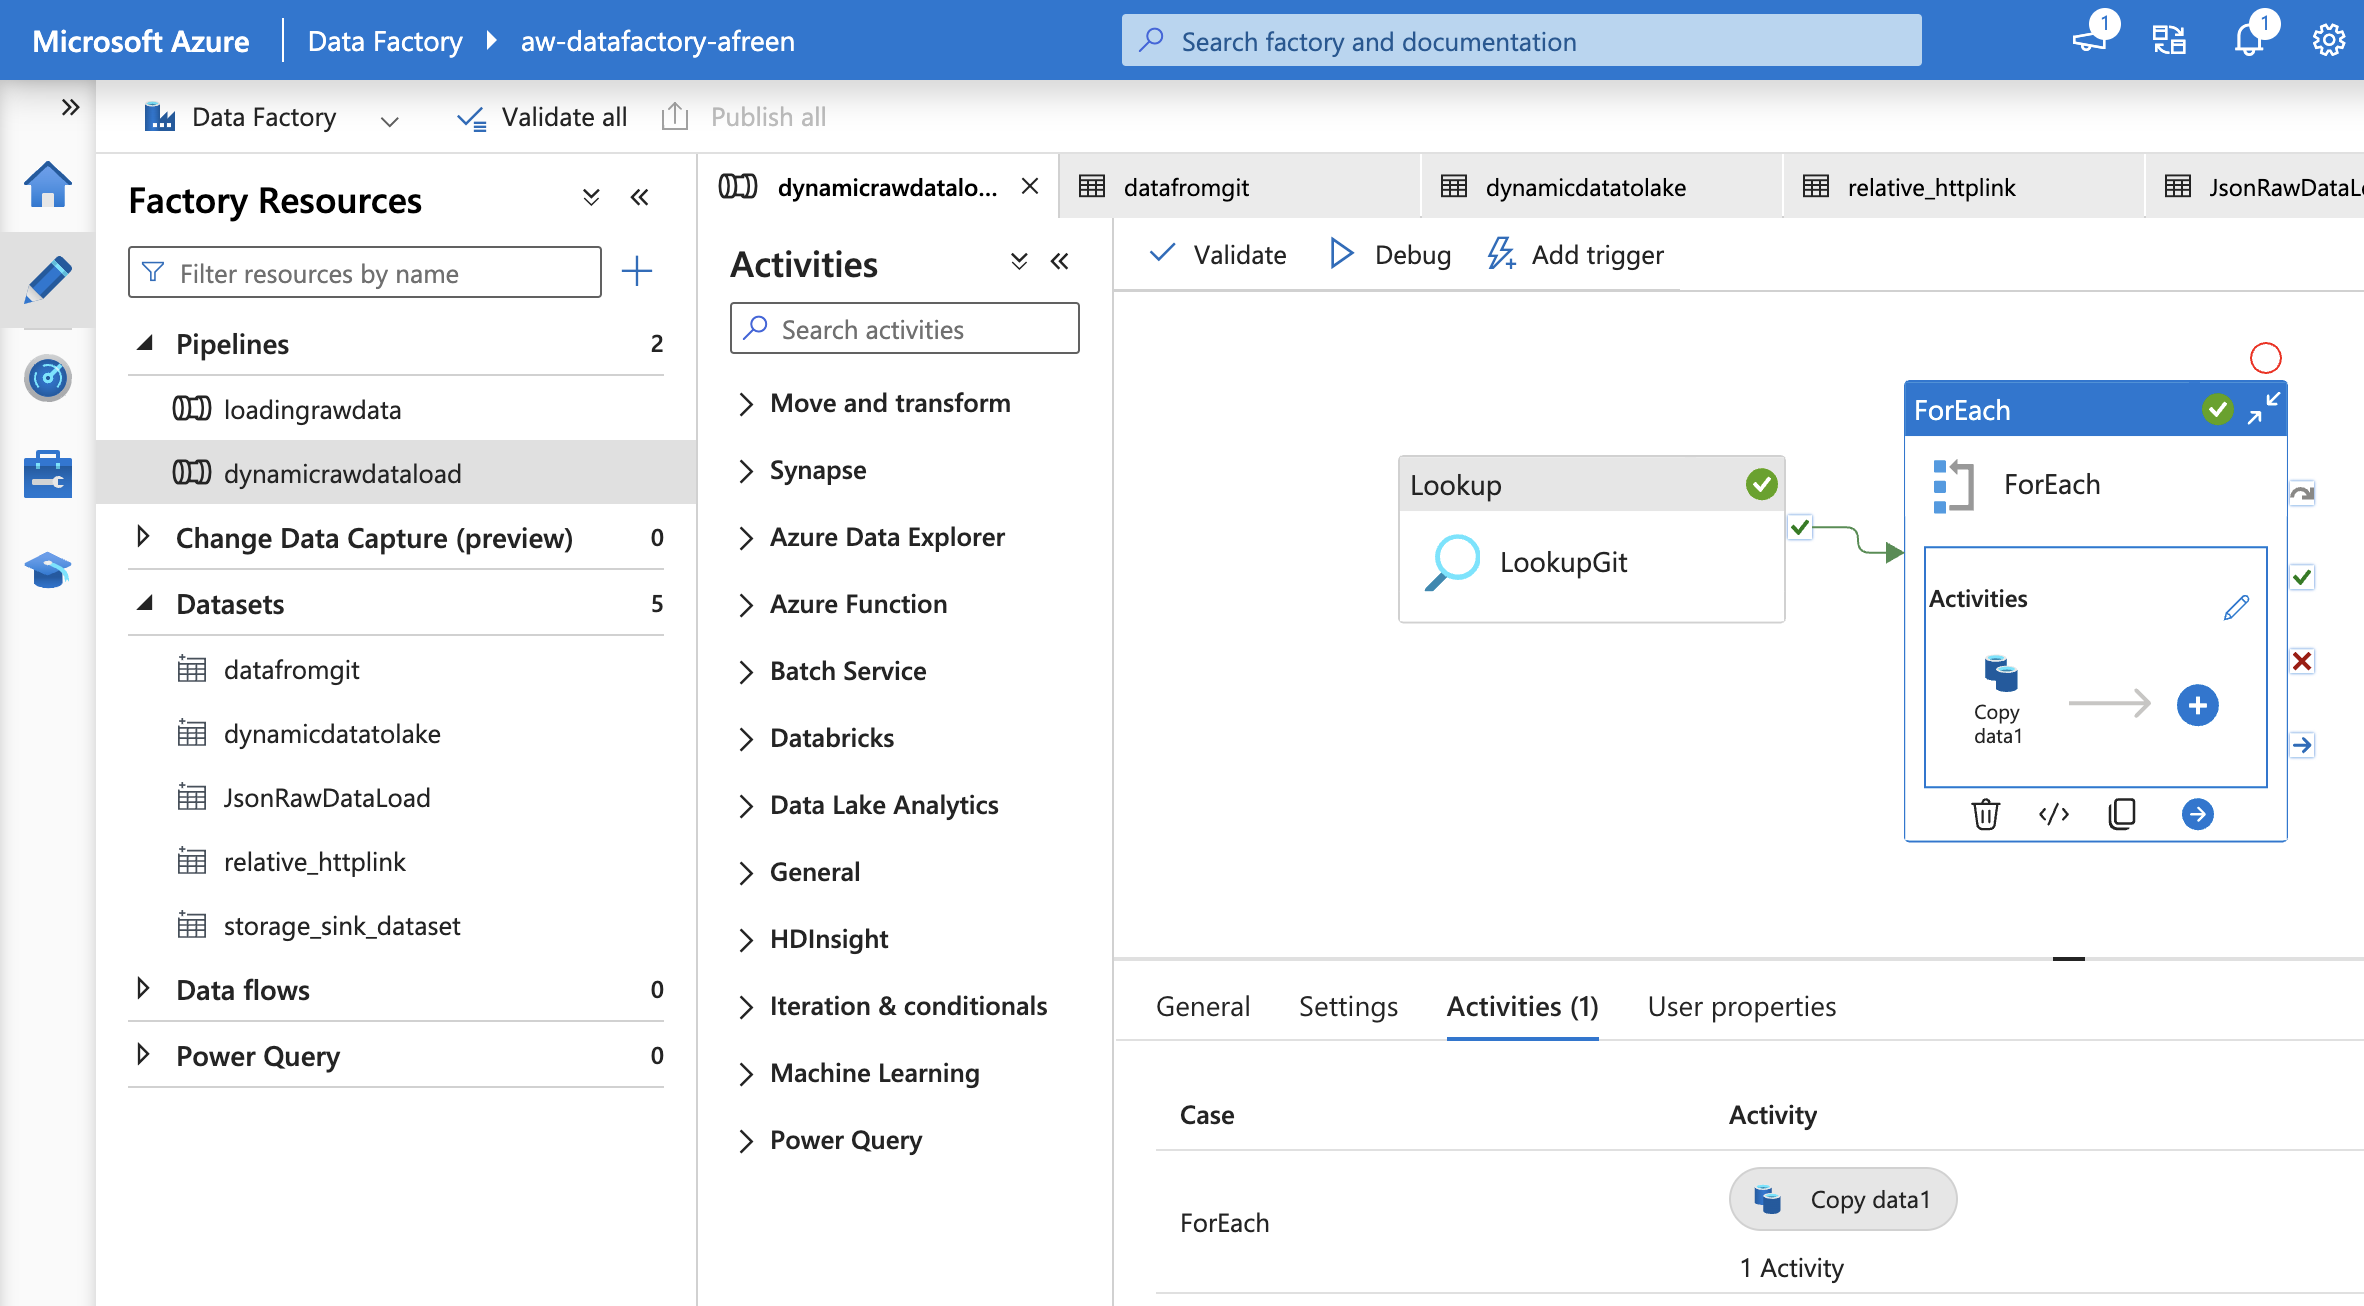 Microsoft Azure
Data Factory
aw-datafactory-afreen
Search factory and documentation
1
1
Data Factory
Validate all
Publish all
Factory Resources
Filter resources by name
Pipelines 2
loadingrawdata
dynamicrawdataload
Change Data Capture (preview) 0
Datasets 5
datafromgit
dynamicdatatolake
JsonRawDataLoad
relative_httplink
storage_sink_dataset
Data flows 0
Power Query 0
dynamicrawdatalo...
datafromgit
dynamicdatatolake
relative_httplink
JsonRawDataL
Activities
Search activities
Move and transform
Synapse
Azure Data Explorer
Azure Function
Batch Service
Databricks
Data Lake Analytics
General
HDInsight
Iteration & conditionals
Machine Learning
Power Query
Validate
Debug
Add trigger
Lookup
LookupGit
ForEach
ForEach
Activities
Copy
data1
General
Settings
Activities (1)
User properties
Case
Activity
ForEach
Copy data1
1 Activity